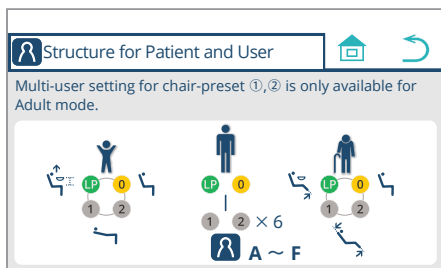 Structure for Patient and User
Multi-user setting for chair-preset ①,② is only available for
Adult mode.
LP 0 LP 0 LP 0
1 2 1 2 ×6 1 2
A ~ F